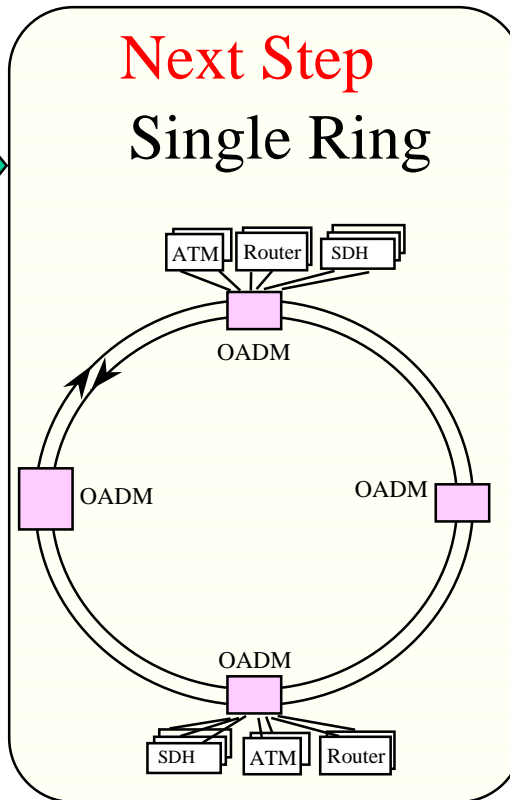 Next Step
Single Ring
ATM Router SDH
OADM
OADM OADM
OADM
SDH ATM Router